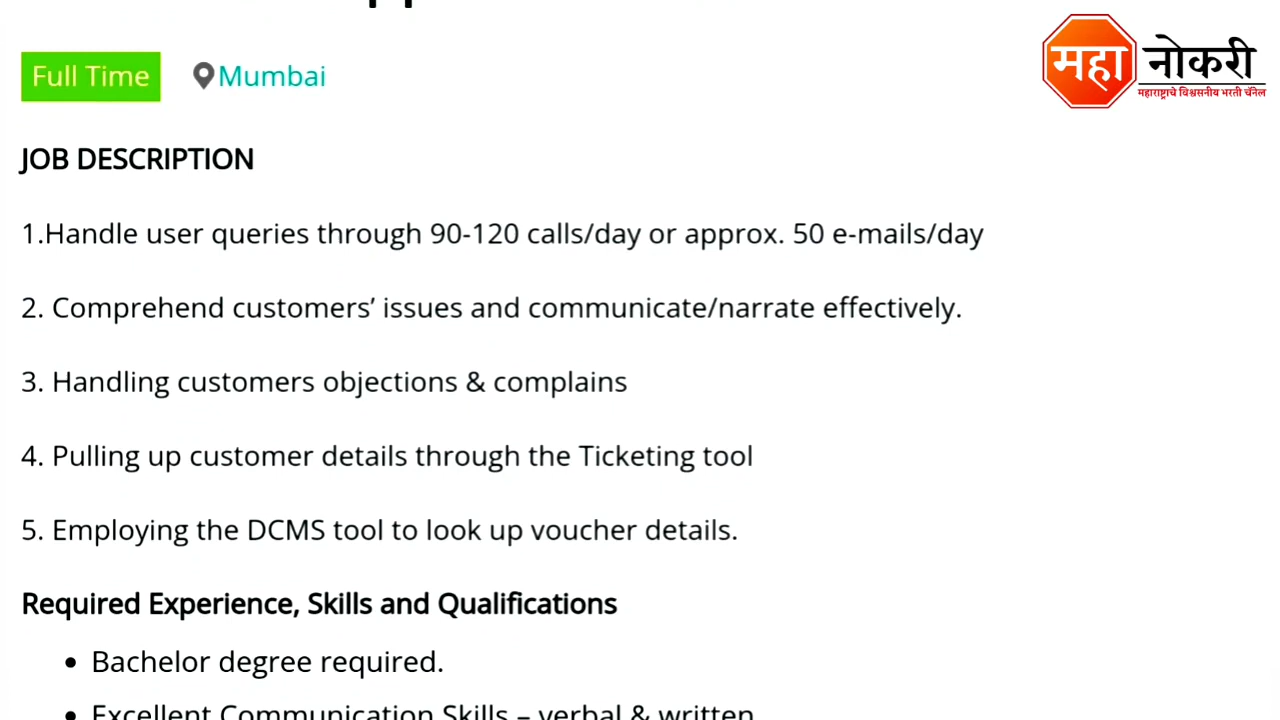 Full Time
Mumbai
महा नोकरी
महाराष्ट्राचे विश्वसनीय भरती चॅनेल
JOB DESCRIPTION
1.Handle user queries through 90-120 calls/day or approx. 50 e-mails/day
2. Comprehend customers’ issues and communicate/narrate effectively.
3. Handling customers objections & complains
4. Pulling up customer details through the Ticketing tool
5. Employing the DCMS tool to look up voucher details.
Required Experience, Skills and Qualifications
• Bachelor degree required.
• Excellent Communication Skills – verbal & written